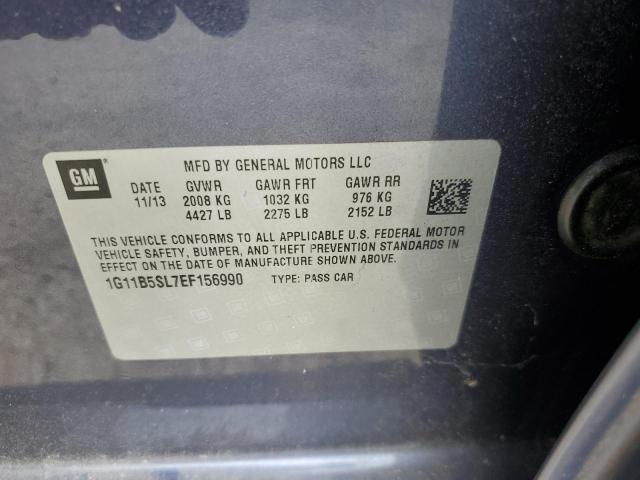 GM
MFD BY GENERAL MOTORS LLC
DATE GVWR GAWR FRT GAWR RR
11/13 2008 KG 1032 KG 976 KG
4427 LB 2275 LB 2152 LB
THIS VEHICLE CONFORMS TO ALL APPLICABLE U.S. FEDERAL MOTOR
VEHICLE SAFETY, BUMPER, AND THEFT PREVENTION STANDARDS IN
EFFECT ON THE DATE OF MANUFACTURE SHOWN ABOVE.
1G11B5SL7EF156990 TYPE: PASS CAR